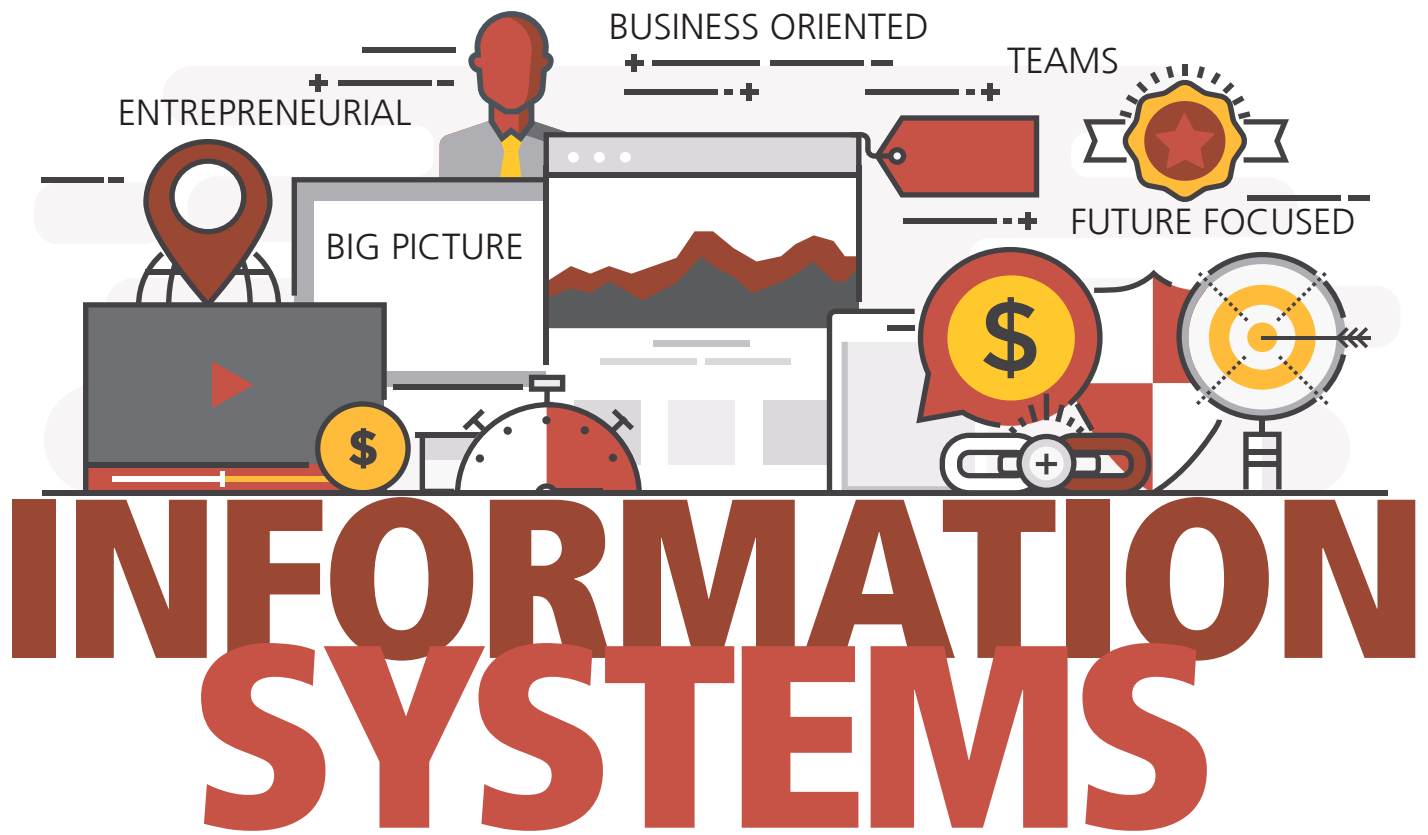 BUSINESS ORIENTED
TEAMS
ENTREPRENEURIAL
FUTURE FOCUSED
BIG PICTURE
$
$
INFORMATION
SYSTEMS